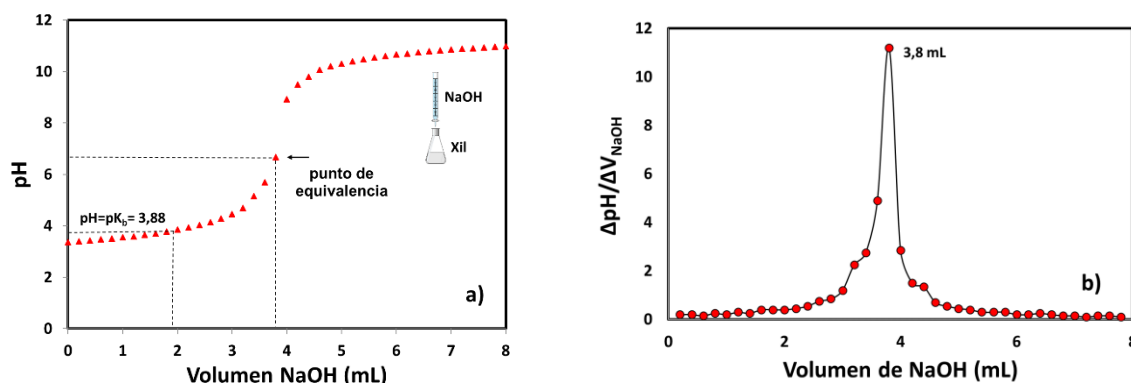 12
10
8
6
4
2
0
0 1 2 3 4 5 6 7 8
pH
Volumen NaOH (mL)
NaOH
Xil
punto de
equivalencia
pH=pKb= 3,88
a)
12
10
8
6
4
2
0
0 2 4 6 8
ΔpH/ΔVNaOH
Volumen de NaOH (mL)
3,8 mL
b)